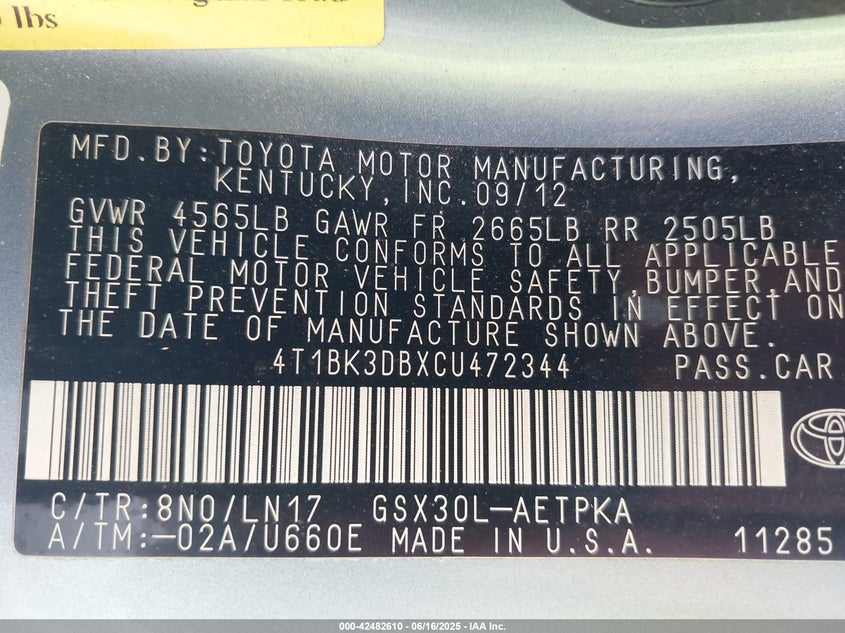 lbs
MFD.BY:TOYOTA MOTOR MANUFACTURING,
KENTUCKY,INC.09/12
GVWR 4565LB GAWR FR 2665LB RR 2505LB
THIS VEHICLE CONFORMS TO ALL APPLICABLE
FEDERAL MOTOR VEHICLE SAFETY,BUMPER,AND
THEFT PREVENTION STANDARDS IN EFFECT ON
THE DATE OF MANUFACTURE SHOWN ABOVE.
4T1BK3DBXCU472344 PASS.CAR
C/TR:8N0/LN17 GSX30L-AETPKA
A/TM:-02A/U660E MADE IN U.S.A. 11285
000-42482610 - 06/16/2025 - IAA Inc.